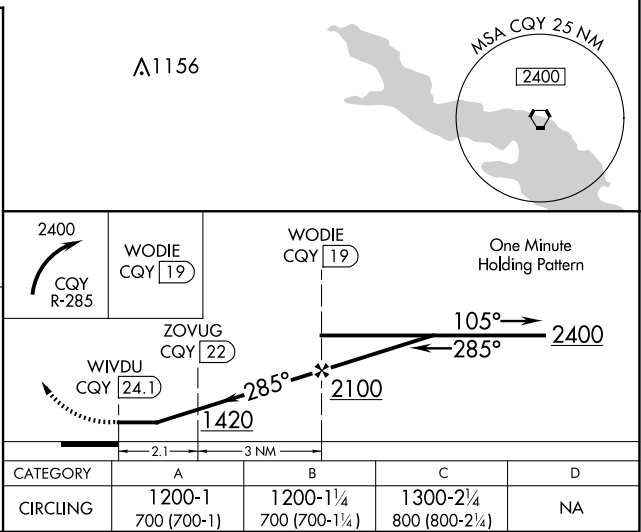 1156
MSA CQY 25 NM
2400
2400
CQY
R-285
WODIE
CQY 19
WODIE
CQY 19
One Minute
Holding Pattern
105°
285°
2400
ZOVUG
CQY 22
WIVDU
CQY 24.1
285°
2100
1420
2.1
3 NM
CATEGORY A B C D
CIRCLING 1200-1 1200-1¼ 1300-2¼ NA
700 (700-1) 700 (700-1¼) 800 (800-2¼)